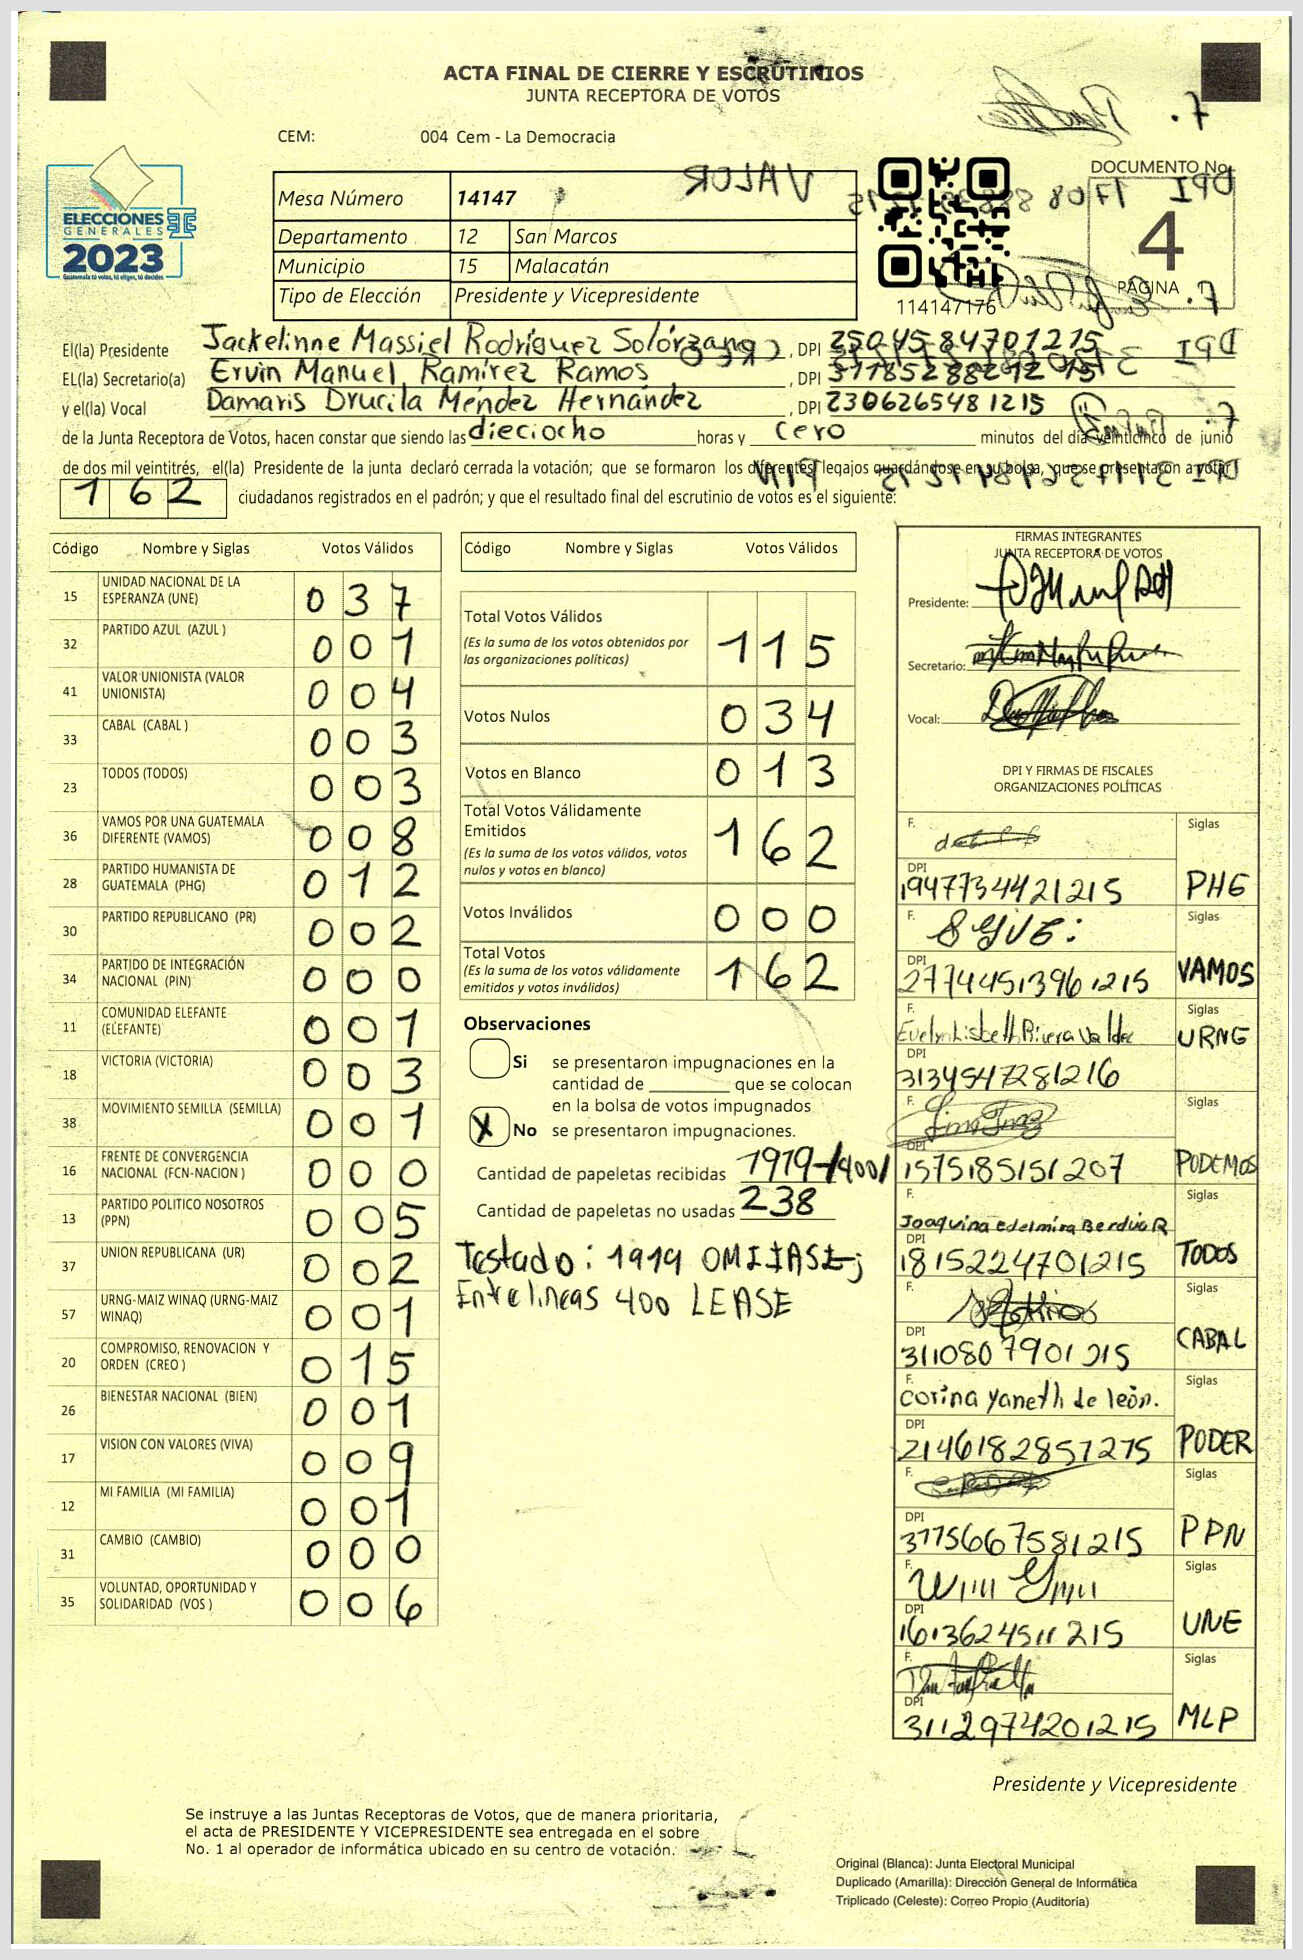 ACTA FINAL DE CIERRE Y ESCRUTINIOS
JUNTA RECEPTORA DE VOTOS
CEM: 004 Cem - La Democracia
ELECCIONES
GENERALES
2023
Guatemala tú votas, tú eliges, tú decides
Mesa Número 14147
Departamento 12 San Marcos
Municipio 15 Malacatán
Tipo de Elección Presidente y Vicepresidente
VALOR
114147176
DOCUMENTO No.
4
PÁGINA
El(la) Presidente Jackelinne Massiel Rodríguez Solórzano, DPI 2504584701215
EL(la) Secretario(a) Ervin Manuel Ramírez Ramos, DPI
y el(la) Vocal Damaris Drucila Méndez Hernández, DPI 2306265481215
de la Junta Receptora de Votos, hacen constar que siendo las dieciocho horas y cero minutos del día veinticinco de junio
de dos mil veintitrés, el(la) Presidente de la junta declaró cerrada la votación; que se formaron los diferentes legajos guardándose en su bolsa, que se presentaron a votar
162 ciudadanos registrados en el padrón; y que el resultado final del escrutinio de votos es el siguiente:
Código Nombre y Siglas Votos Válidos
15 UNIDAD NACIONAL DE LA ESPERANZA (UNE) 037
32 PARTIDO AZUL (AZUL ) 001
41 VALOR UNIONISTA (VALOR UNIONISTA) 004
33 CABAL (CABAL ) 003
23 TODOS (TODOS) 003
36 VAMOS POR UNA GUATEMALA DIFERENTE (VAMOS) 008
28 PARTIDO HUMANISTA DE GUATEMALA (PHG) 012
30 PARTIDO REPUBLICANO (PR) 002
34 PARTIDO DE INTEGRACIÓN NACIONAL (PIN) 000
11 COMUNIDAD ELEFANTE (ELEFANTE) 001
18 VICTORIA (VICTORIA) 003
38 MOVIMIENTO SEMILLA (SEMILLA) 001
16 FRENTE DE CONVERGENCIA NACIONAL (FCN-NACION ) 000
13 PARTIDO POLITICO NOSOTROS (PPN) 005
37 UNION REPUBLICANA (UR) 002
57 URNG-MAIZ WINAQ (URNG-MAIZ WINAQ) 001
20 COMPROMISO, RENOVACION Y ORDEN (CREO ) 015
26 BIENESTAR NACIONAL (BIEN) 001
17 VISION CON VALORES (VIVA) 009
12 MI FAMILIA (MI FAMILIA) 001
31 CAMBIO (CAMBIO) 000
35 VOLUNTAD, OPORTUNIDAD Y SOLIDARIDAD (VOS ) 006
Código Nombre y Siglas Votos Válidos
Total Votos Válidos 115
(Es la suma de los votos obtenidos por
las organizaciones políticas)
Votos Nulos 034
Votos en Blanco 013
Total Votos Válidamente
Emitidos 162
(Es la suma de los votos válidos, votos
nulos y votos en blanco)
Votos Inválidos 000
Total Votos 162
(Es la suma de los votos válidamente
emitidos y votos inválidos)
Observaciones
Si se presentaron impugnaciones en la
cantidad de ________ que se colocan
en la bolsa de votos impugnados
X No se presentaron impugnaciones.
Cantidad de papeletas recibidas 1919 /400/
Cantidad de papeletas no usadas 238
Testado: 1919 OMITASE;
Entrelineas 400 LEASE
FIRMAS INTEGRANTES
JUNTA RECEPTORA DE VOTOS
Presidente:
Secretario:
Vocal:
DPI Y FIRMAS DE FISCALES
ORGANIZACIONES POLÍTICAS
F. Siglas
DPI 1947734421215 PHG
F. Siglas
DPI 2774451396 1215 VAMOS
F. Evelyn Lisbeth Rivera Valdez Siglas
DPI 3134547281216 URNG
F. Siglas
DPI 1575185151207 PODEMOS
F. Joaquina Edelmira Berdúo R Siglas
DPI 1815224701215 TODOS
F. Siglas
DPI 3110807901215 CABAL
F. corina Yaneth de león. Siglas
DPI 2146182851215 PODER
F. Siglas
DPI 3175667581215 PPN
F. Siglas
DPI 1613624511215 UNE
F. Siglas
DPI 3112974201215 MLP
Presidente y Vicepresidente
Se instruye a las Juntas Receptoras de Votos, que de manera prioritaria,
el acta de PRESIDENTE Y VICEPRESIDENTE sea entregada en el sobre
No. 1 al operador de informática ubicado en su centro de votación.
Original (Blanca): Junta Electoral Municipal
Duplicado (Amarilla): Dirección General de Informática
Triplicado (Celeste): Correo Propio (Auditoría)